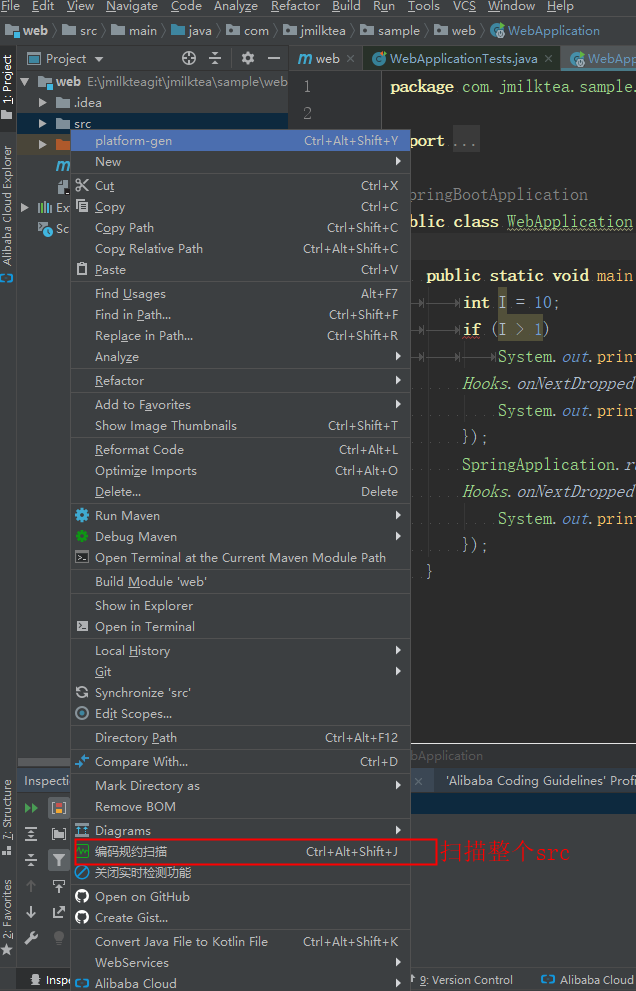 File Edit View Navigate Code Analyze Refactor Build Run Tools VCS Window Help
web src main java com jmilktea sample web WebApplication
1: Project
Project
web
WebApplicationTests.java
WebApp
web E:\jmilkteagit\jmilktea\sample\web
.idea
src
Ex
Sc
Alibaba Cloud Explorer
7: Structure
2: Favorites
1
2
package com.jmilktea.sample.
port ...
pringBootApplication
blic class WebApplication
public static void main
int I = 10;
if (I > 1)
System.out.print
Hooks.onNextDropped
System.out.print
});
SpringApplication.r
Hooks.onNextDropped
System.out.print
});
}
platform-gen Ctrl+Alt+Shift+Y
New
Cut Ctrl+X
Copy Ctrl+C
Copy Path Ctrl+Shift+C
Copy Relative Path Ctrl+Alt+Shift+C
Paste Ctrl+V
Find Usages Alt+F7
Find in Path... Ctrl+Shift+F
Replace in Path... Ctrl+Shift+R
Analyze
Refactor
Add to Favorites
Show Image Thumbnails Ctrl+Shift+T
Reformat Code Ctrl+Alt+L
Optimize Imports Ctrl+Alt+O
Delete... Delete
Run Maven
Debug Maven
Open Terminal at the Current Maven Module Path
Build Module 'web'
Show in Explorer
Open in Terminal
Local History
Git
Synchronize 'src'
Edit Scopes...
Directory Path Ctrl+Alt+F12
Compare With... Ctrl+D
Mark Directory as
Remove BOM
Diagrams
编码规约扫描 Ctrl+Alt+Shift+J
扫描整个src
关闭实时检测功能
Open on GitHub
Create Gist...
Convert Java File to Kotlin File Ctrl+Alt+Shift+K
WebServices
Alibaba Cloud
bApplication
Inspecti
'Alibaba Coding Guidelines' Profi
Inspe
9: Version Control
Alibaba Cloud